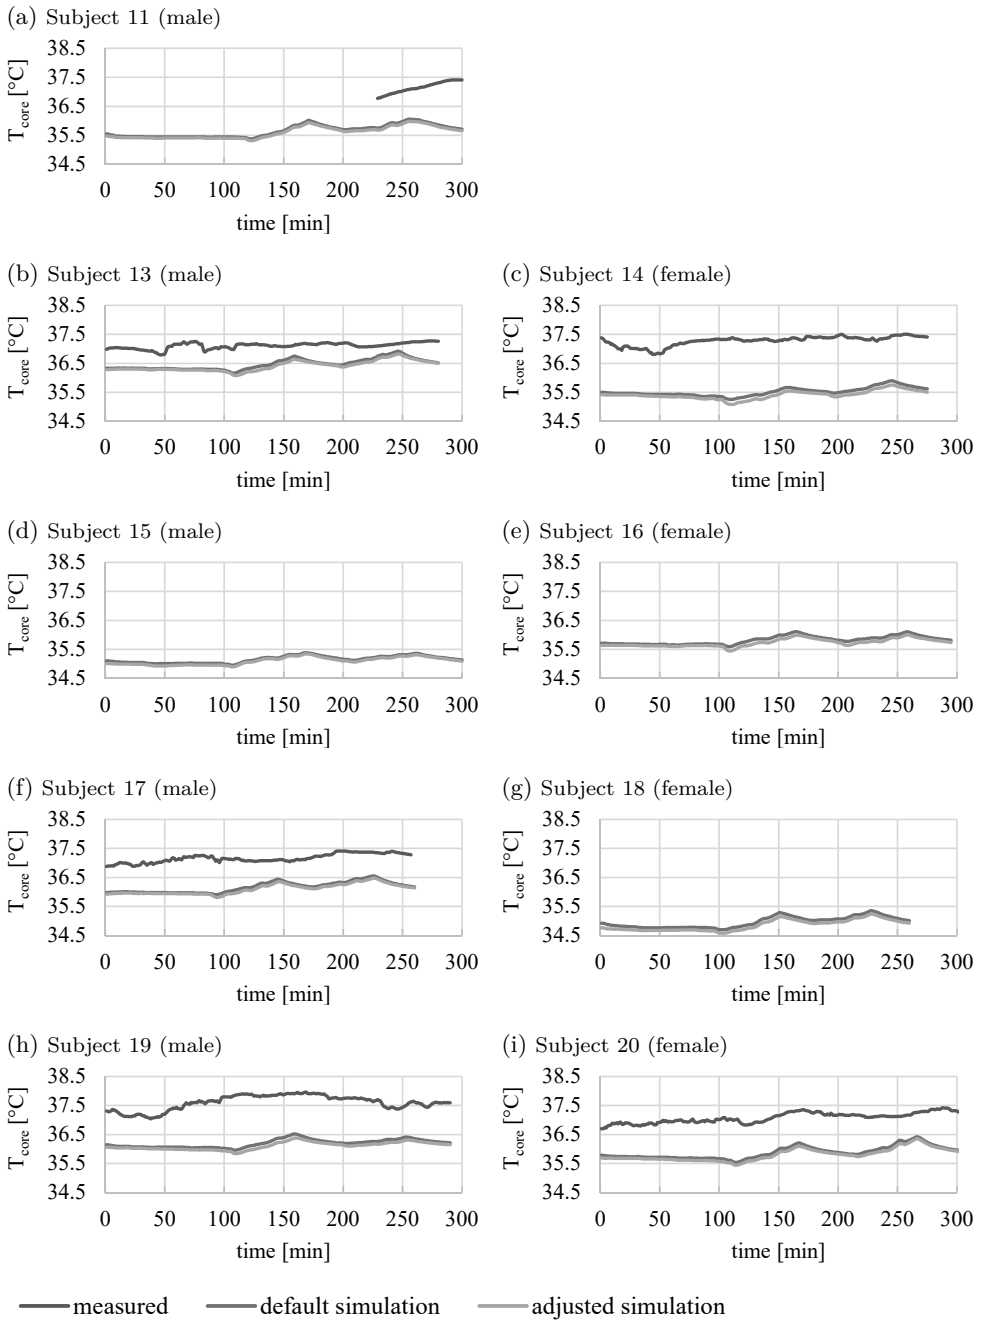 (a) Subject 11 (male)
38.5
37.5
36.5
35.5
34.5
T core [°C]
0 50 100 150 200 250 300
time [min]
(b) Subject 13 (male)
38.5
37.5
36.5
35.5
34.5
T core [°C]
0 50 100 150 200 250 300
time [min]
(c) Subject 14 (female)
38.5
37.5
36.5
35.5
34.5
T core [°C]
0 50 100 150 200 250 300
time [min]
(d) Subject 15 (male)
38.5
37.5
36.5
35.5
34.5
T core [°C]
0 50 100 150 200 250 300
time [min]
(e) Subject 16 (female)
38.5
37.5
36.5
35.5
34.5
T core [°C]
0 50 100 150 200 250 300
time [min]
(f) Subject 17 (male)
38.5
37.5
36.5
35.5
34.5
T core [°C]
0 50 100 150 200 250 300
time [min]
(g) Subject 18 (female)
38.5
37.5
36.5
35.5
34.5
T core [°C]
0 50 100 150 200 250 300
time [min]
(h) Subject 19 (male)
38.5
37.5
36.5
35.5
34.5
T core [°C]
0 50 100 150 200 250 300
time [min]
(i) Subject 20 (female)
38.5
37.5
36.5
35.5
34.5
T core [°C]
0 50 100 150 200 250 300
time [min]
measured default simulation adjusted simulation